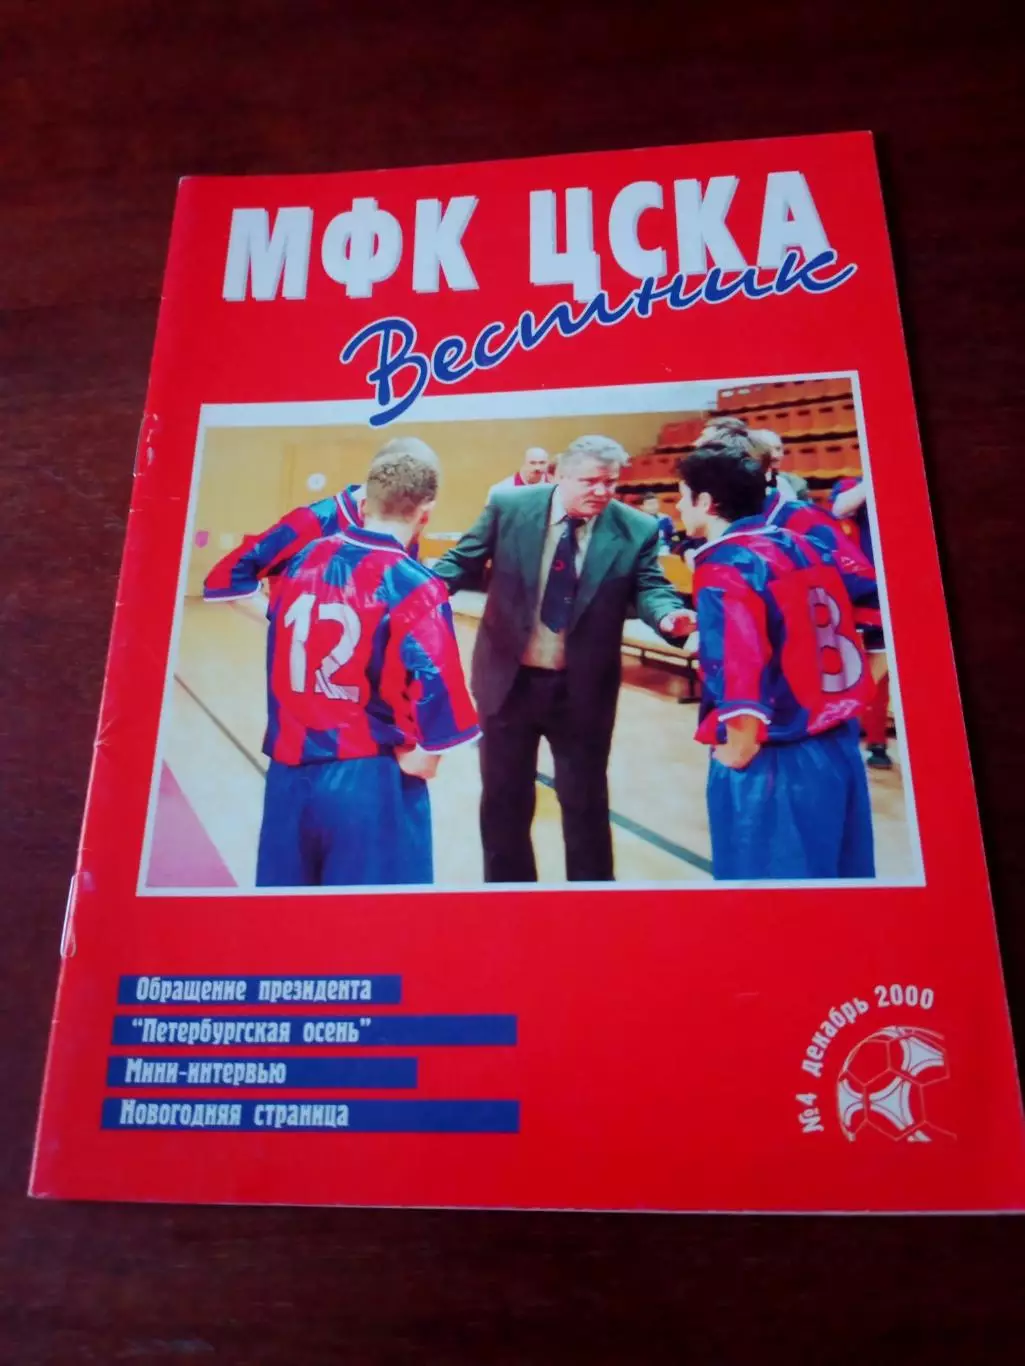 МФК ЦСКА
Вестник
12
8
Обращение президента
"Петербургская осень"
Мини-интервью
Новогодняя страница
№4 декабрь 2000